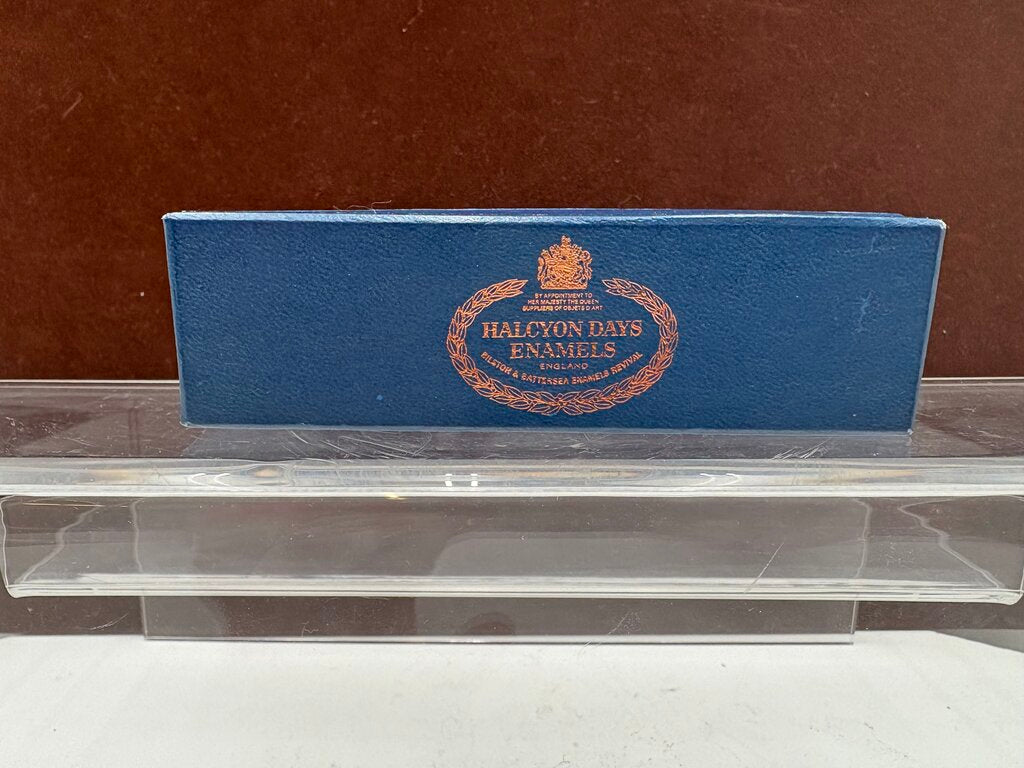 BY APPOINTMENT TO
HER MAJESTY THE QUEEN
SUPPLIERS OF OBJETS D'ART
HALCYON DAYS
ENAMELS
ENGLAND
BILSTON & BATTERSEA ENAMELS REVIVAL